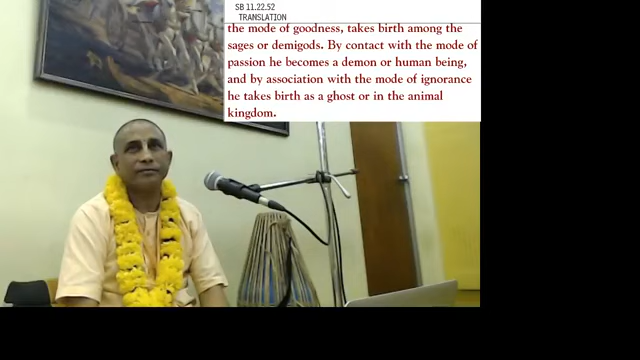 SB 11.22.52
TRANSLATION
the mode of goodness, takes birth among the
sages or demigods. By contact with the mode of
passion he becomes a demon or human being,
and by association with the mode of ignorance
he takes birth as a ghost or in the animal
kingdom.